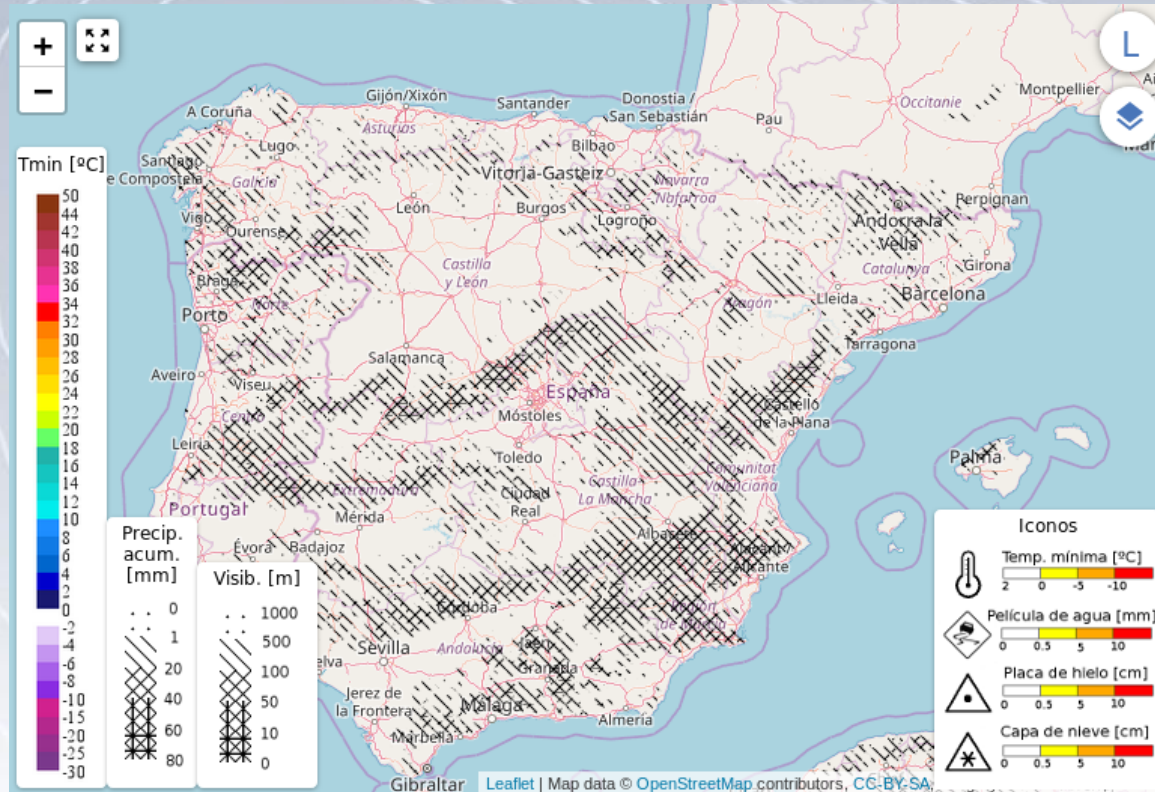 +
−
L
Tmin [ºC]
50
44
42
40
38
36
34
32
30
28
26
24
22
20
18
16
14
12
10
8
6
4
2
0
-2
-4
-6
-8
-10
-15
-20
-25
-30
Precip.
acum.
[mm]
0
1
20
40
60
80
Visib. [m]
1000
500
100
50
10
0
A Coruña
Gijón/Xixón
Santander
Donostia /
San Sebastián
Pau
Occitanie
Montpellier
Asturias
Lugo
Bilbao
Santiago
e Compostela
Galicia
Vitoria-Gasteiz
Navarra
Nafarroa
León
Burgos
Logroño
Perpignan
Vigo
Ourense
Andorra la
Vella
Castilla
y León
Catalunya
Girona
Braga
Norte
Aragón
Lleida
Barcelona
Porto
Tarragona
Salamanca
Aveiro
Viseu
España
Centro
Móstoles
Castelló
de la Plana
Leiria
Toledo
Palma
Comunitat
Valenciana
Extremadura
Castilla
La Mancha
Portugal
Ciudad
Real
Mérida
Albacete
Évora
Badajoz
Alacant/
Alicante
Córdoba
Región
de Murcia
Sevilla
Andalucía
Jaén
elva
Granada
Jerez de
la Frontera
Málaga
Almería
Marbella
Gibraltar
Iconos
Temp. mínima [ºC]
2 0 -5 -10
Película de agua [mm]
0 0.5 5 10
Placa de hielo [cm]
0 0.5 5 10
Capa de nieve [cm]
0 0.5 5 10
Leaflet | Map data © OpenStreetMap contributors, CC-BY-SA